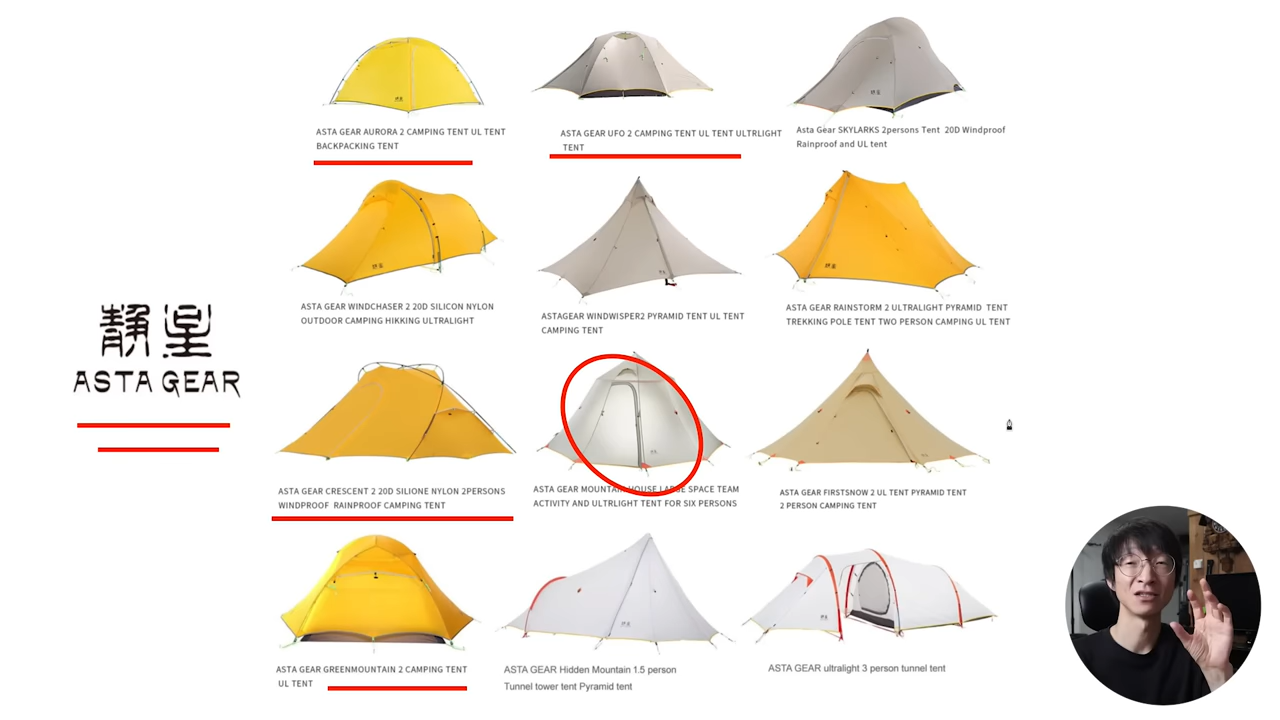 ASTA GEAR AURORA 2 CAMPING TENT UL TENT
BACKPACKING TENT
ASTA GEAR UFO 2 CAMPING TENT UL TENT ULTRLIGHT
TENT
Asta Gear SKYLARKS 2persons Tent 20D Windproof
Rainproof and UL tent
ASTA GEAR WINDCHASER 2 20D SILICON NYLON
OUTDOOR CAMPING HIKKING ULTRALIGHT
ASTAGEAR WINDWISPER2 PYRAMID TENT UL TENT
CAMPING TENT
ASTA GEAR RAINSTORM 2 ULTRALIGHT PYRAMID TENT
TREKKING POLE TENT TWO PERSON CAMPING UL TENT
静星
ASTA GEAR
ASTA GEAR CRESCENT 2 20D SILIONE NYLON 2PERSONS
WINDPROOF RAINPROOF CAMPING TENT
ASTA GEAR MOUNTAIN HOUSE LARGE SPACE TEAM
ACTIVITY AND ULTRLIGHT TENT FOR SIX PERSONS
ASTA GEAR FIRSTSNOW 2 UL TENT PYRAMID TENT
2 PERSON CAMPING TENT
ASTA GEAR GREENMOUNTAIN 2 CAMPING TENT
UL TENT
ASTA GEAR Hidden Mountain 1.5 person
Tunnel tower tent Pyramid tent
ASTA GEAR ultralight 3 person tunnel tent